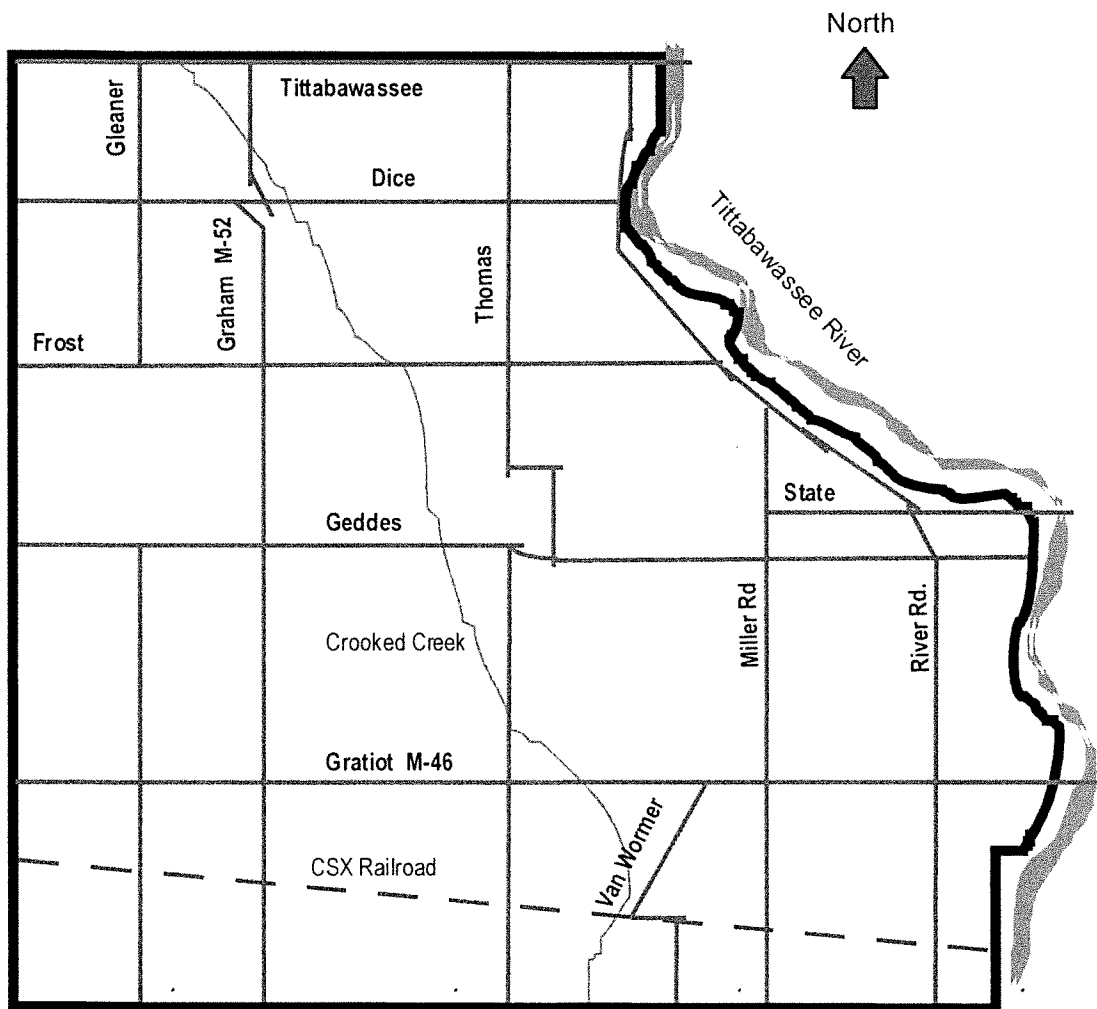 North
Tittabawassee
Gleaner
Dice
Tittabawassee River
Graham M-52
Thomas
Frost
State
Geddes
Miller Rd
River Rd.
Crooked Creek
Gratiot M-46
Van Wormer
CSX Railroad